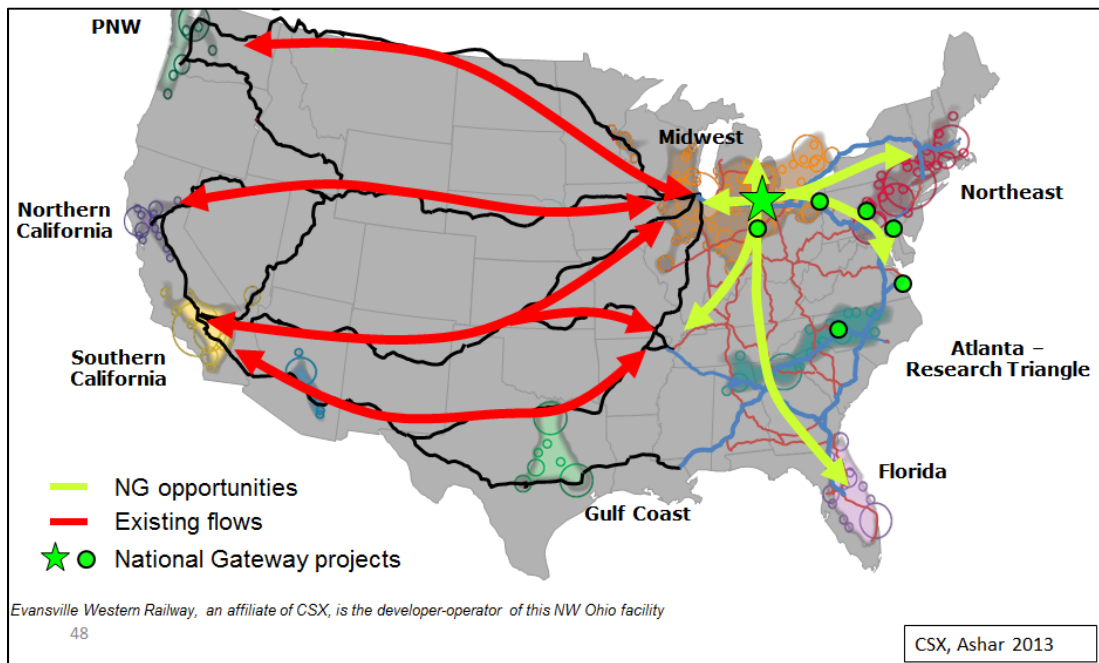 PNW
Midwest
Northern
California
Northeast
Southern
California
Atlanta –
Research Triangle
Florida
Gulf Coast
NG opportunities
Existing flows
National Gateway projects
Evansville Western Railway, an affiliate of CSX, is the developer-operator of this NW Ohio facility
48
CSX, Ashar 2013